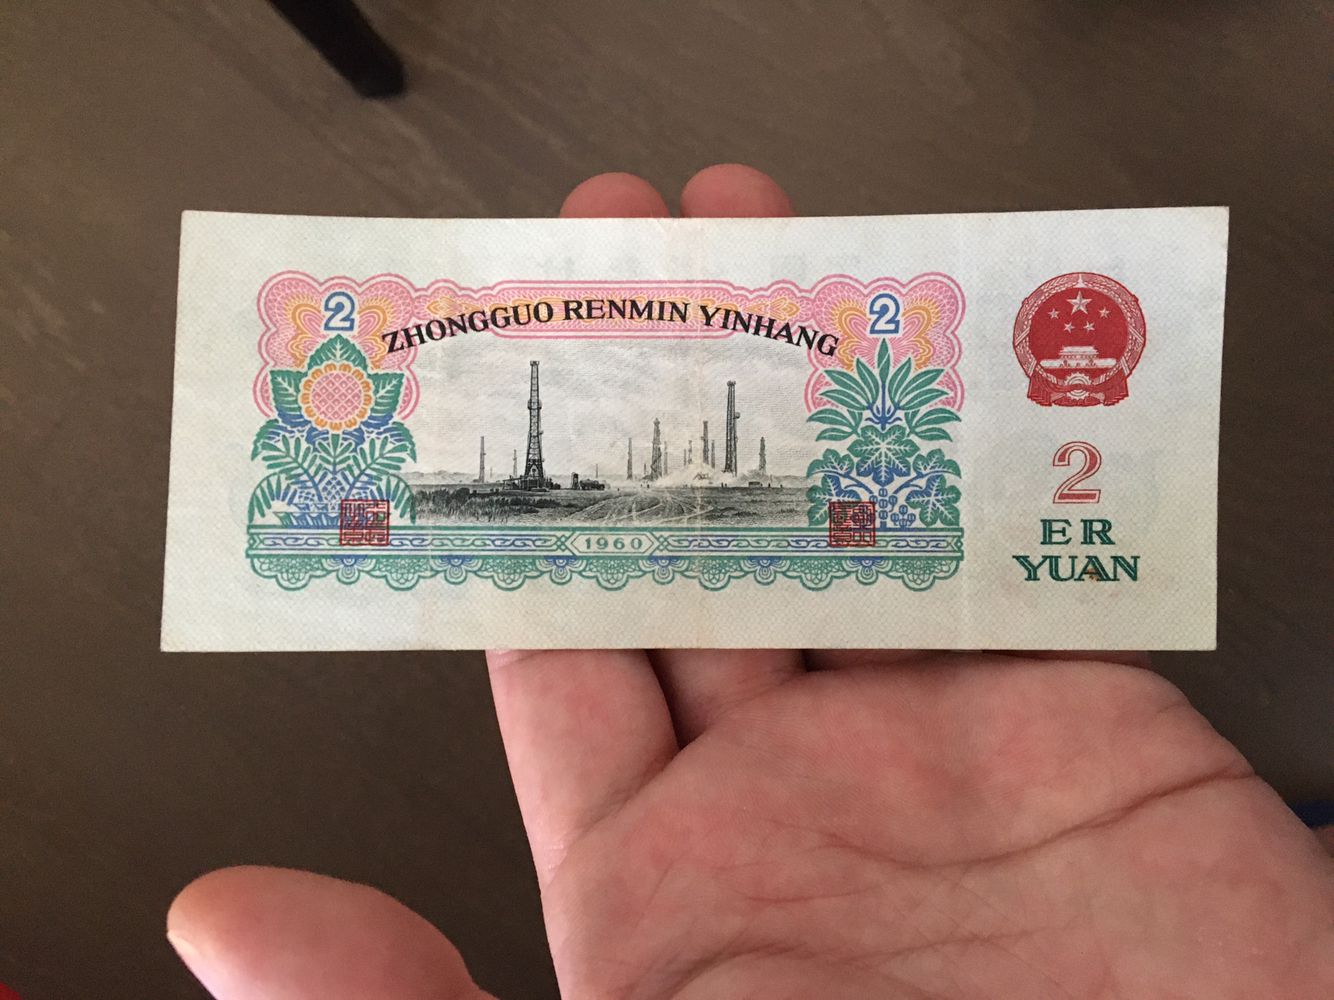 2
2
ZHONGGUO RENMIN YINHANG
1960
2
ER
YUAN